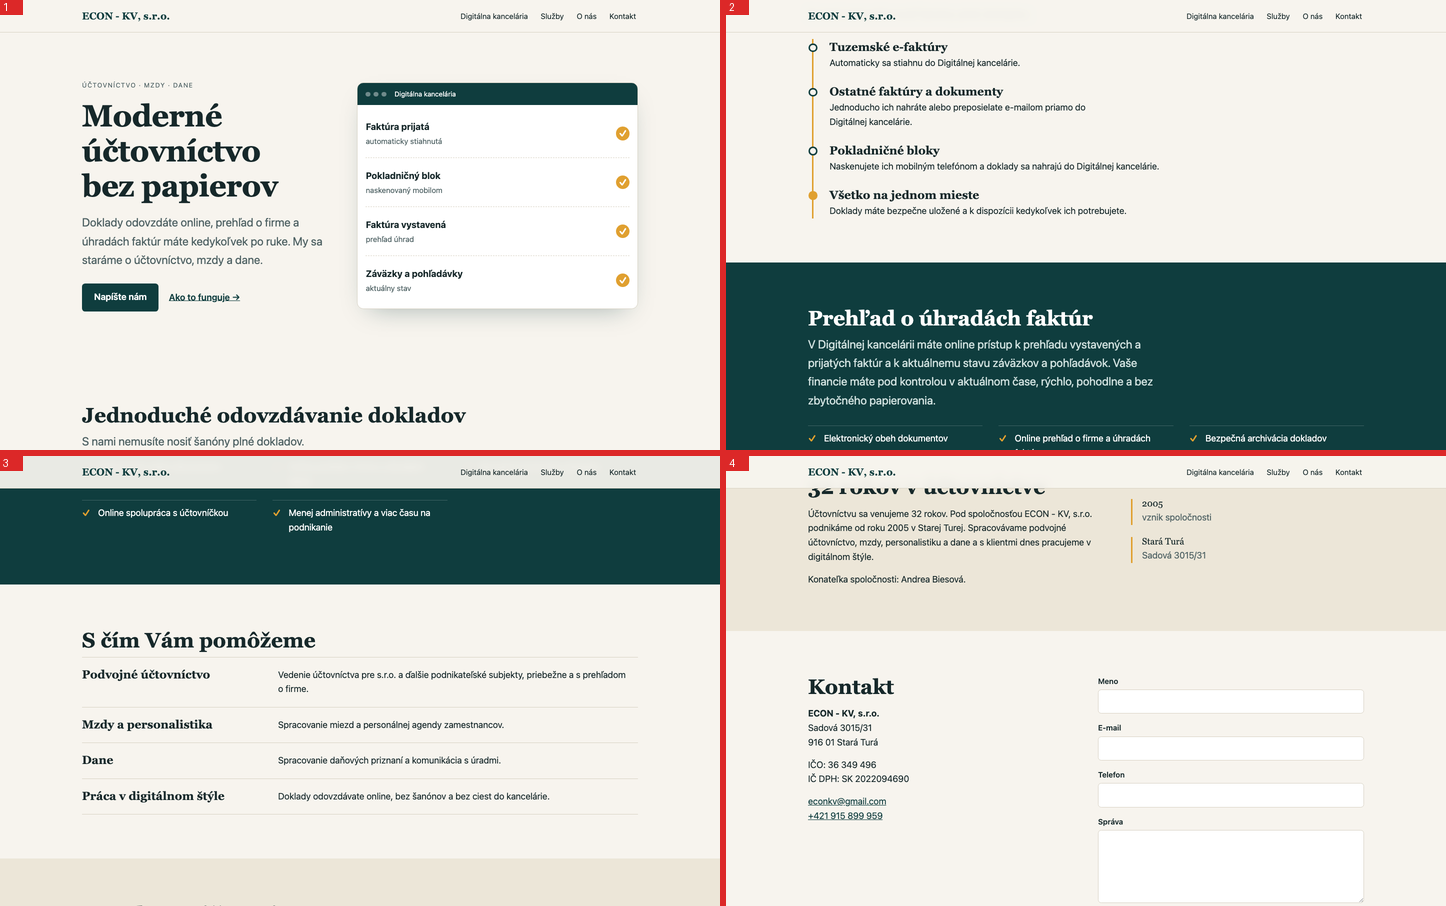 1
ECON - KV, s.r.o.
Digitálna kancelária Služby O nás Kontakt
ÚČTOVNÍCTVO · MZDY · DANE
Moderné
účtovníctvo
bez papierov
Doklady odovzdáte online, prehľad o firme a
úhradách faktúr máte kedykoľvek po ruke. My sa
staráme o účtovníctvo, mzdy a dane.
Napíšte nám
Ako to funguje →
Digitálna kancelária
Faktúra prijatá
automaticky stiahnutá
Pokladničný blok
naskenovaný mobilom
Faktúra vystavená
prehľad úhrad
Záväzky a pohľadávky
aktuálny stav
Jednoduché odovzdávanie dokladov
S nami nemusíte nosiť šanóny plné dokladov.
2
ECON - KV, s.r.o.
Digitálna kancelária Služby O nás Kontakt
Tuzemské e-faktúry
Automaticky sa stiahnu do Digitálnej kancelárie.
Ostatné faktúry a dokumenty
Jednoducho ich nahráte alebo preposielate e-mailom priamo do
Digitálnej kancelárie.
Pokladničné bloky
Naskenujete ich mobilným telefónom a doklady sa nahrajú do Digitálnej kancelárie.
Všetko na jednom mieste
Doklady máte bezpečne uložené a k dispozícii kedykoľvek ich potrebujete.
Prehľad o úhradách faktúr
V Digitálnej kancelárii máte online prístup k prehľadu vystavených a
prijatých faktúr a k aktuálnemu stavu záväzkov a pohľadávok. Vaše
financie máte pod kontrolou v aktuálnom čase, rýchlo, pohodlne a bez
zbytočného papierovania.
Elektronický obeh dokumentov
Online prehľad o firme a úhradách
Bezpečná archivácia dokladov
3
ECON - KV, s.r.o.
Digitálna kancelária Služby O nás Kontakt
Online spolupráca s účtovníčkou
Menej administratívy a viac času na
podnikanie
S čím Vám pomôžeme
Podvojné účtovníctvo
Vedenie účtovníctva pre s.r.o. a ďalšie podnikateľské subjekty, priebežne a s prehľadom
o firme.
Mzdy a personalistika
Spracovanie miezd a personálnej agendy zamestnancov.
Dane
Spracovanie daňových priznaní a komunikácia s úradmi.
Práca v digitálnom štýle
Doklady odovzdávate online, bez šanónov a bez ciest do kancelárie.
4
ECON - KV, s.r.o.
Digitálna kancelária Služby O nás Kontakt
32 rokov v účtovníctve
Účtovníctvu sa venujeme 32 rokov. Pod spoločnosťou ECON - KV, s.r.o.
podnikáme od roku 2005 v Starej Turej. Spracovávame podvojné
účtovníctvo, mzdy, personalistiku a dane a s klientmi dnes pracujeme v
digitálnom štýle.
Konateľka spoločnosti: Andrea Biesová.
2005
vznik spoločnosti
Stará Turá
Sadová 3015/31
Kontakt
ECON - KV, s.r.o.
Sadová 3015/31
916 01 Stará Turá
IČO: 36 349 496
IČ DPH: SK 2022094690
econkv@gmail.com
+421 915 899 959
Meno
E-mail
Telefon
Správa